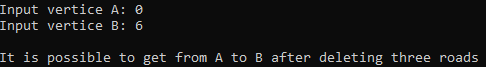 Input vertice A: 0
Input vertice B: 6
It is possible to get from A to B after deleting three roads